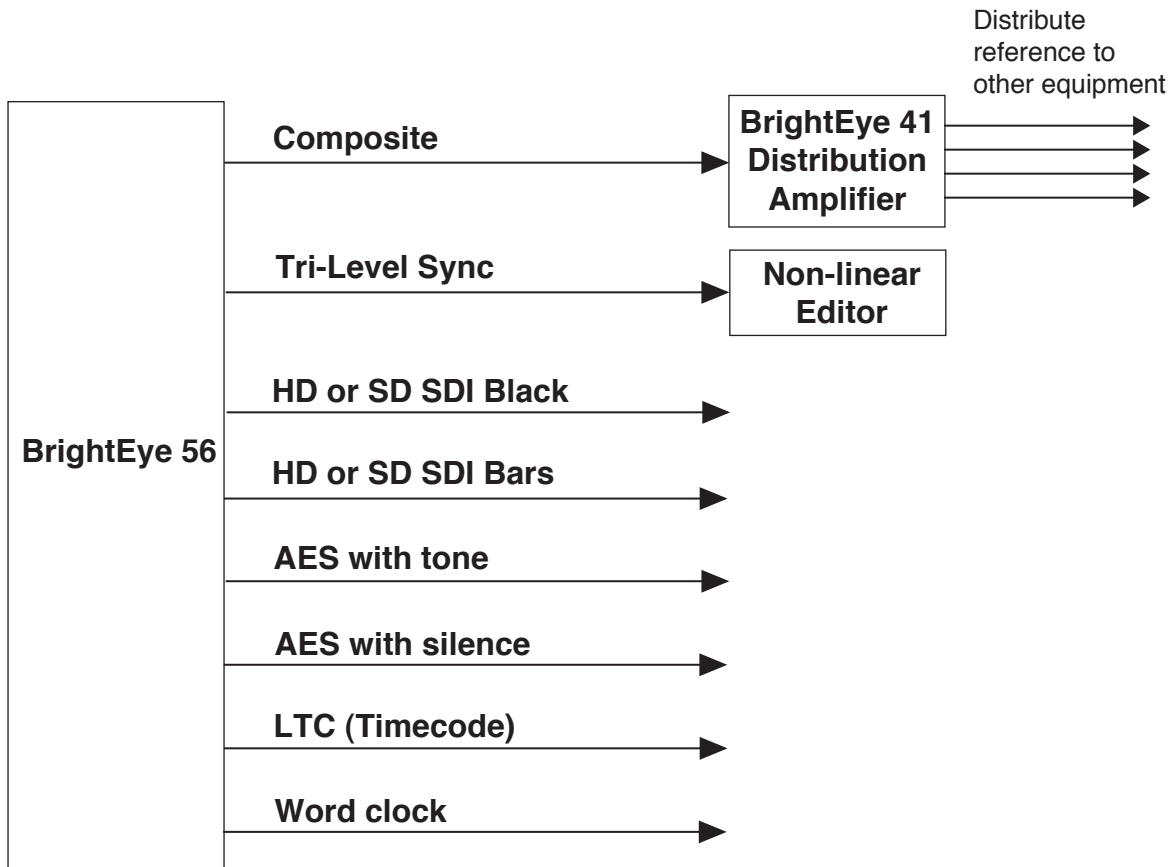 Distribute
reference to
other equipment
Composite
BrightEye 41
Distribution
Amplifier
Tri-Level Sync
Non-linear
Editor
HD or SD SDI Black
BrightEye 56
HD or SD SDI Bars
AES with tone
AES with silence
LTC (Timecode)
Word clock